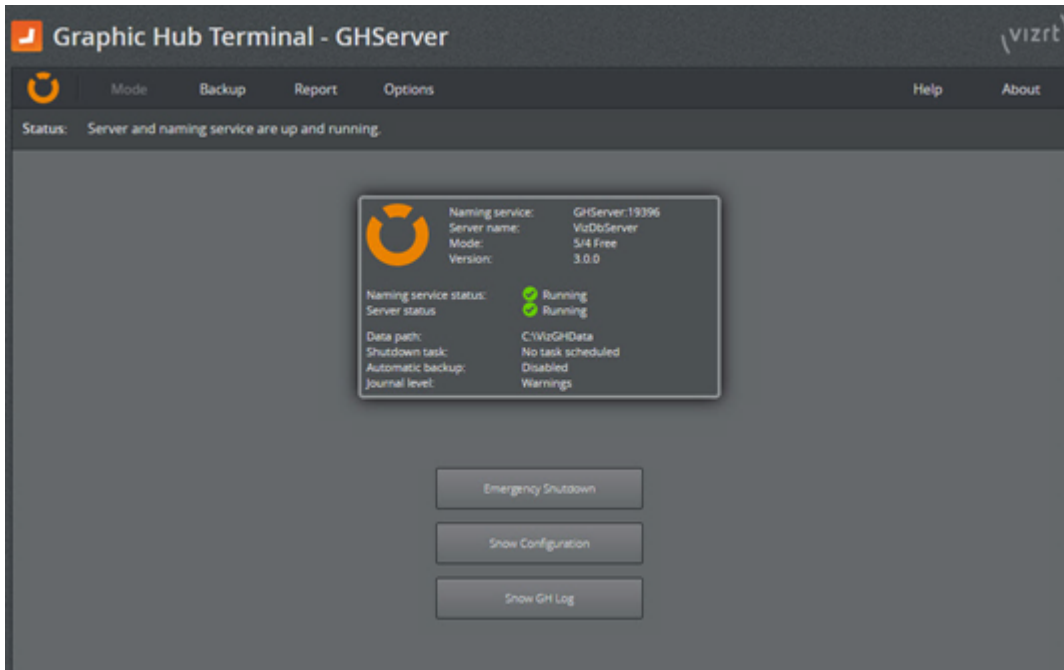 Graphic Hub Terminal - GHServer
vizrt
Mode Backup Report Options Help About
Status: Server and naming service are up and running.
Naming service: GHServer:19396
Server name: VizDbServer
Mode: 5/4 Free
Version: 3.0.0
Naming service status: Running
Server status Running
Data path: C:\VizGHData
Shutdown task: No task scheduled
Automatic backup: Disabled
Journal level: Warnings
Emergency Shutdown
Show Configuration
Show GH Log